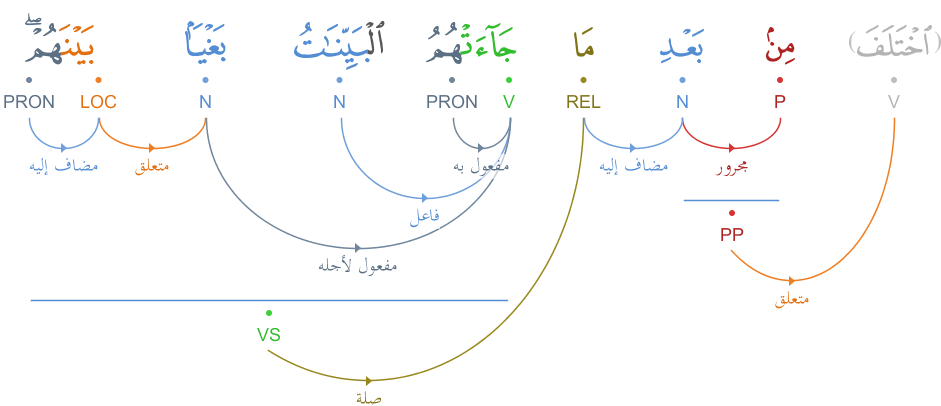 (ٱخْتَلَفَ) مِنۢ بَعْدِ مَا جَآءَتْهُمُ ٱلْبَيِّنَـٰتُ بَغْيًۢا بَيْنَهُمْ ۖ
V P N REL V PRON N N LOC PRON
مجرور مضاف إليه مفعول به متعلق مضاف إليه
فاعل
PP
مفعول لأجله
متعلق
VS
صلة